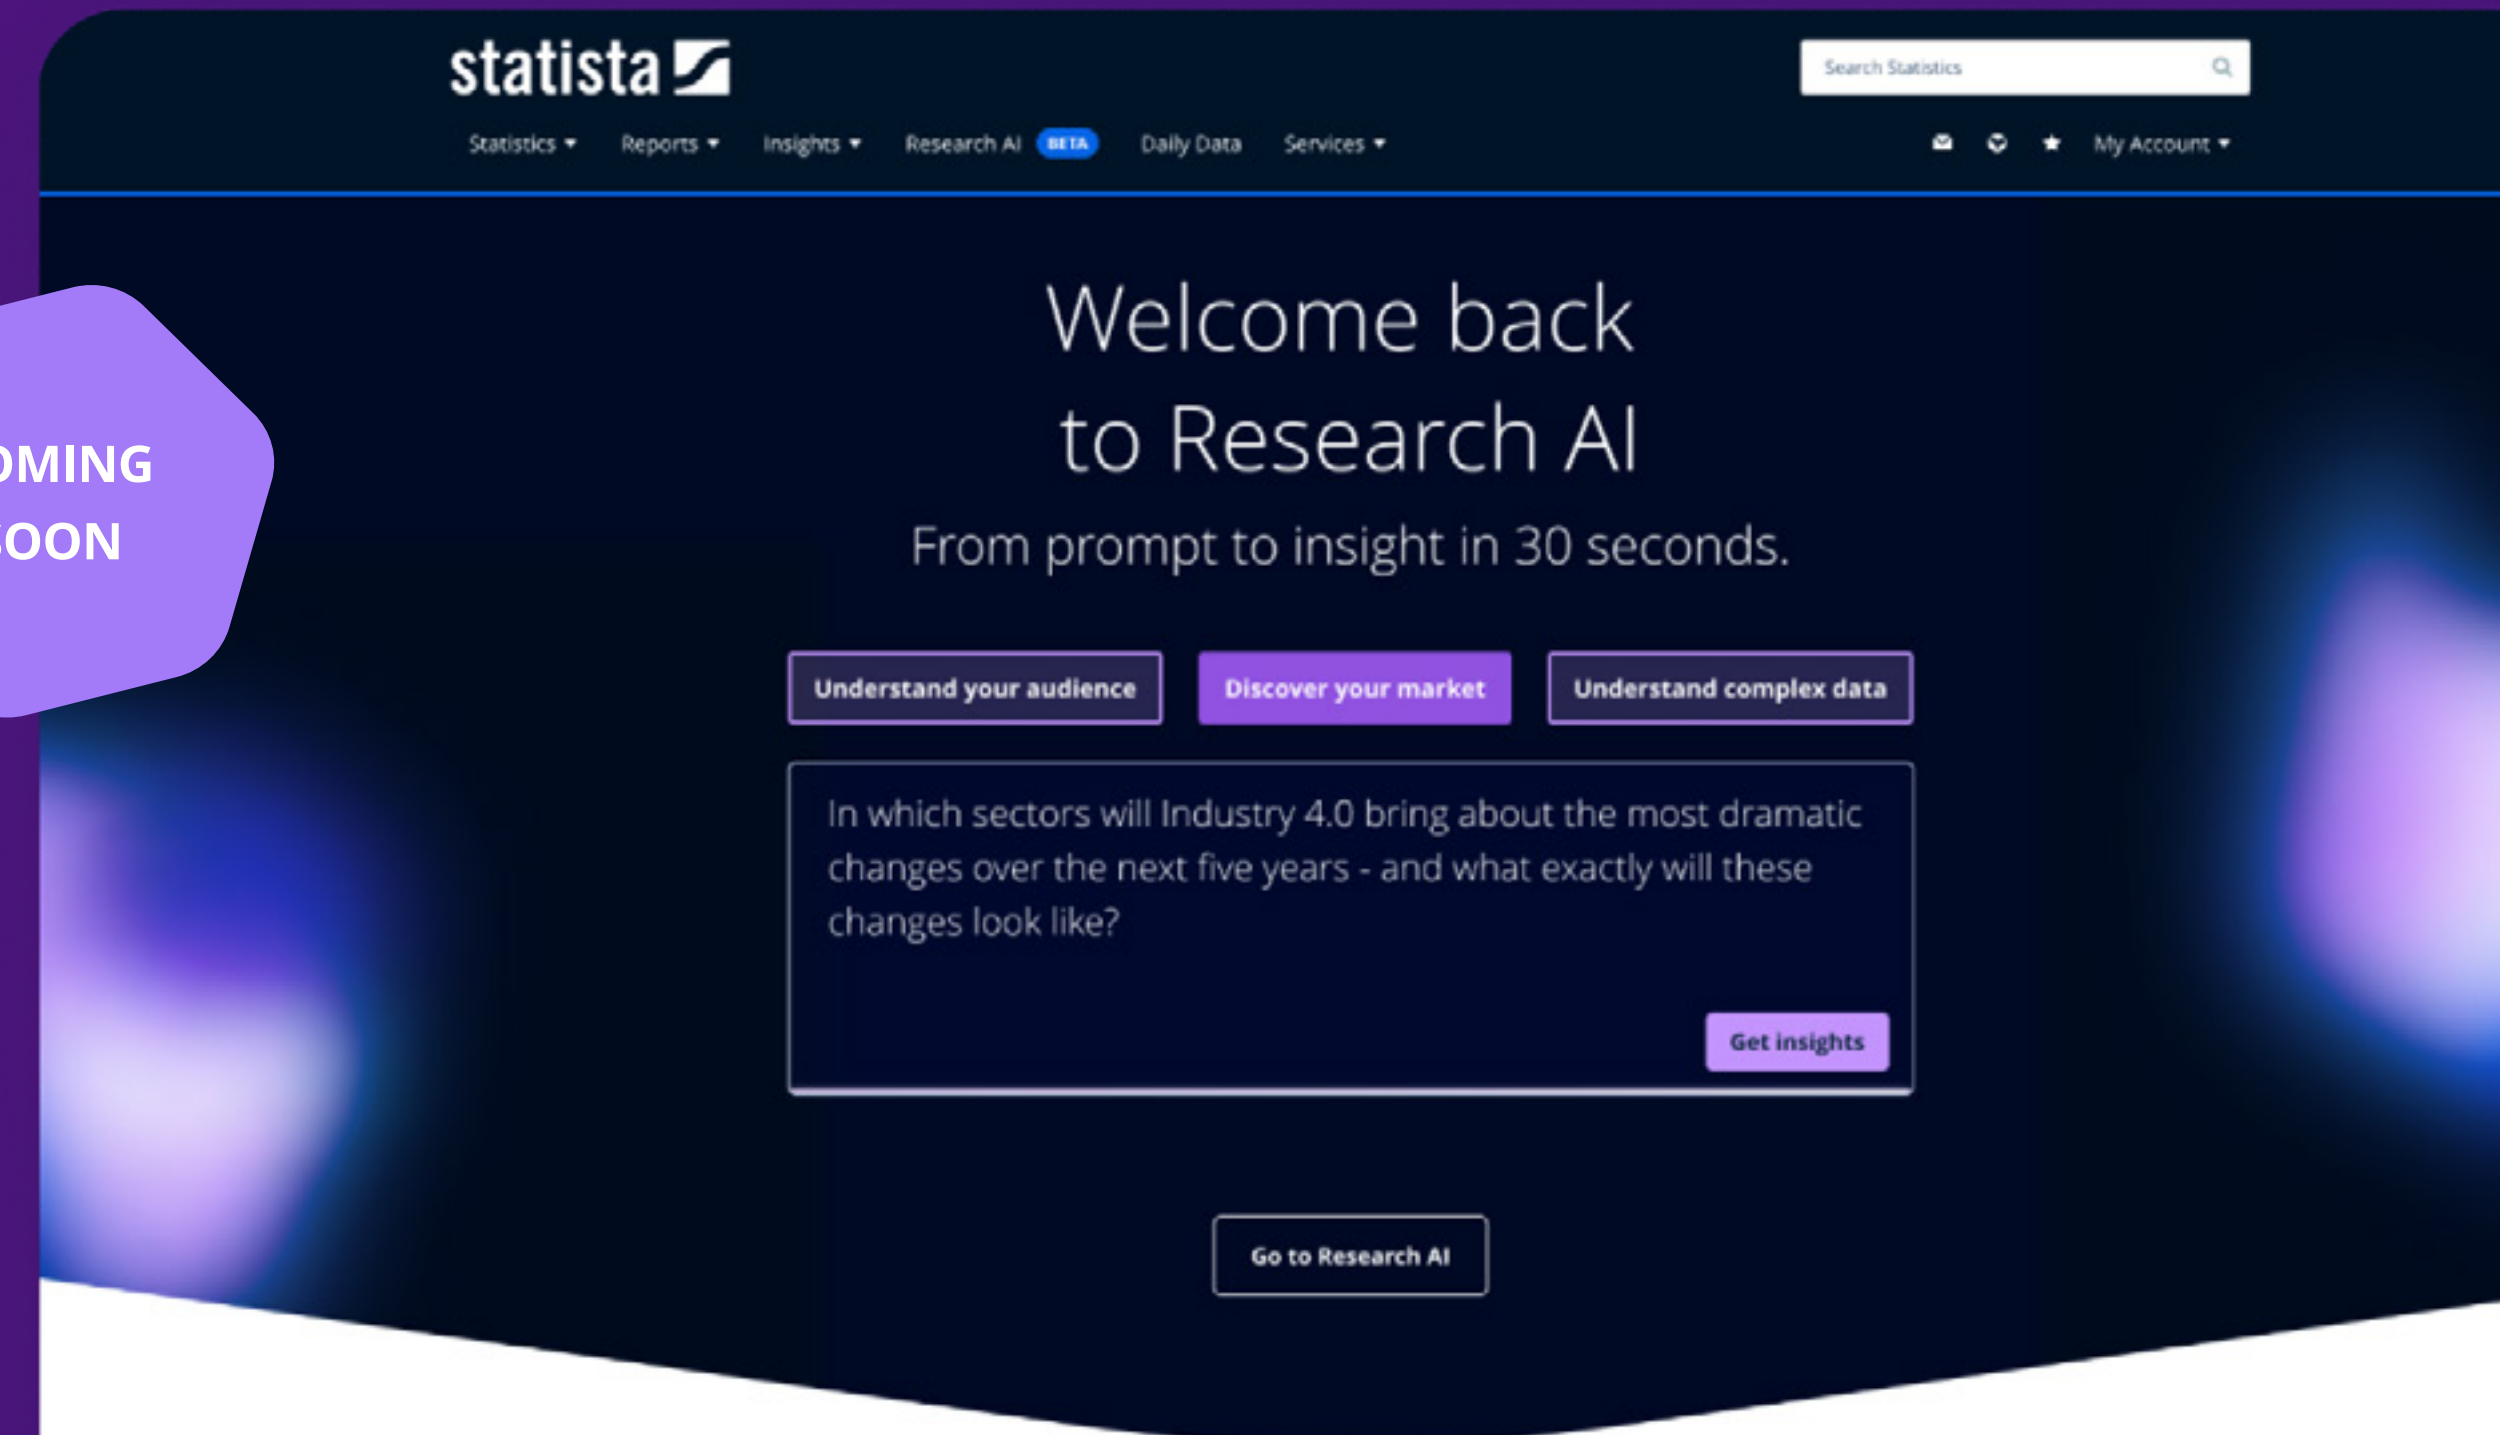 statista
Search Statistics
Statistics Reports Insights Research AI BETA Daily Data Services My Account
Welcome back
to Research AI
From prompt to insight in 30 seconds.
OMING
SOON
Understand your audience Discover your market Understand complex data
In which sectors will Industry 4.0 bring about the most dramatic
changes over the next five years - and what exactly will these
changes look like?
Get insights
Go to Research AI